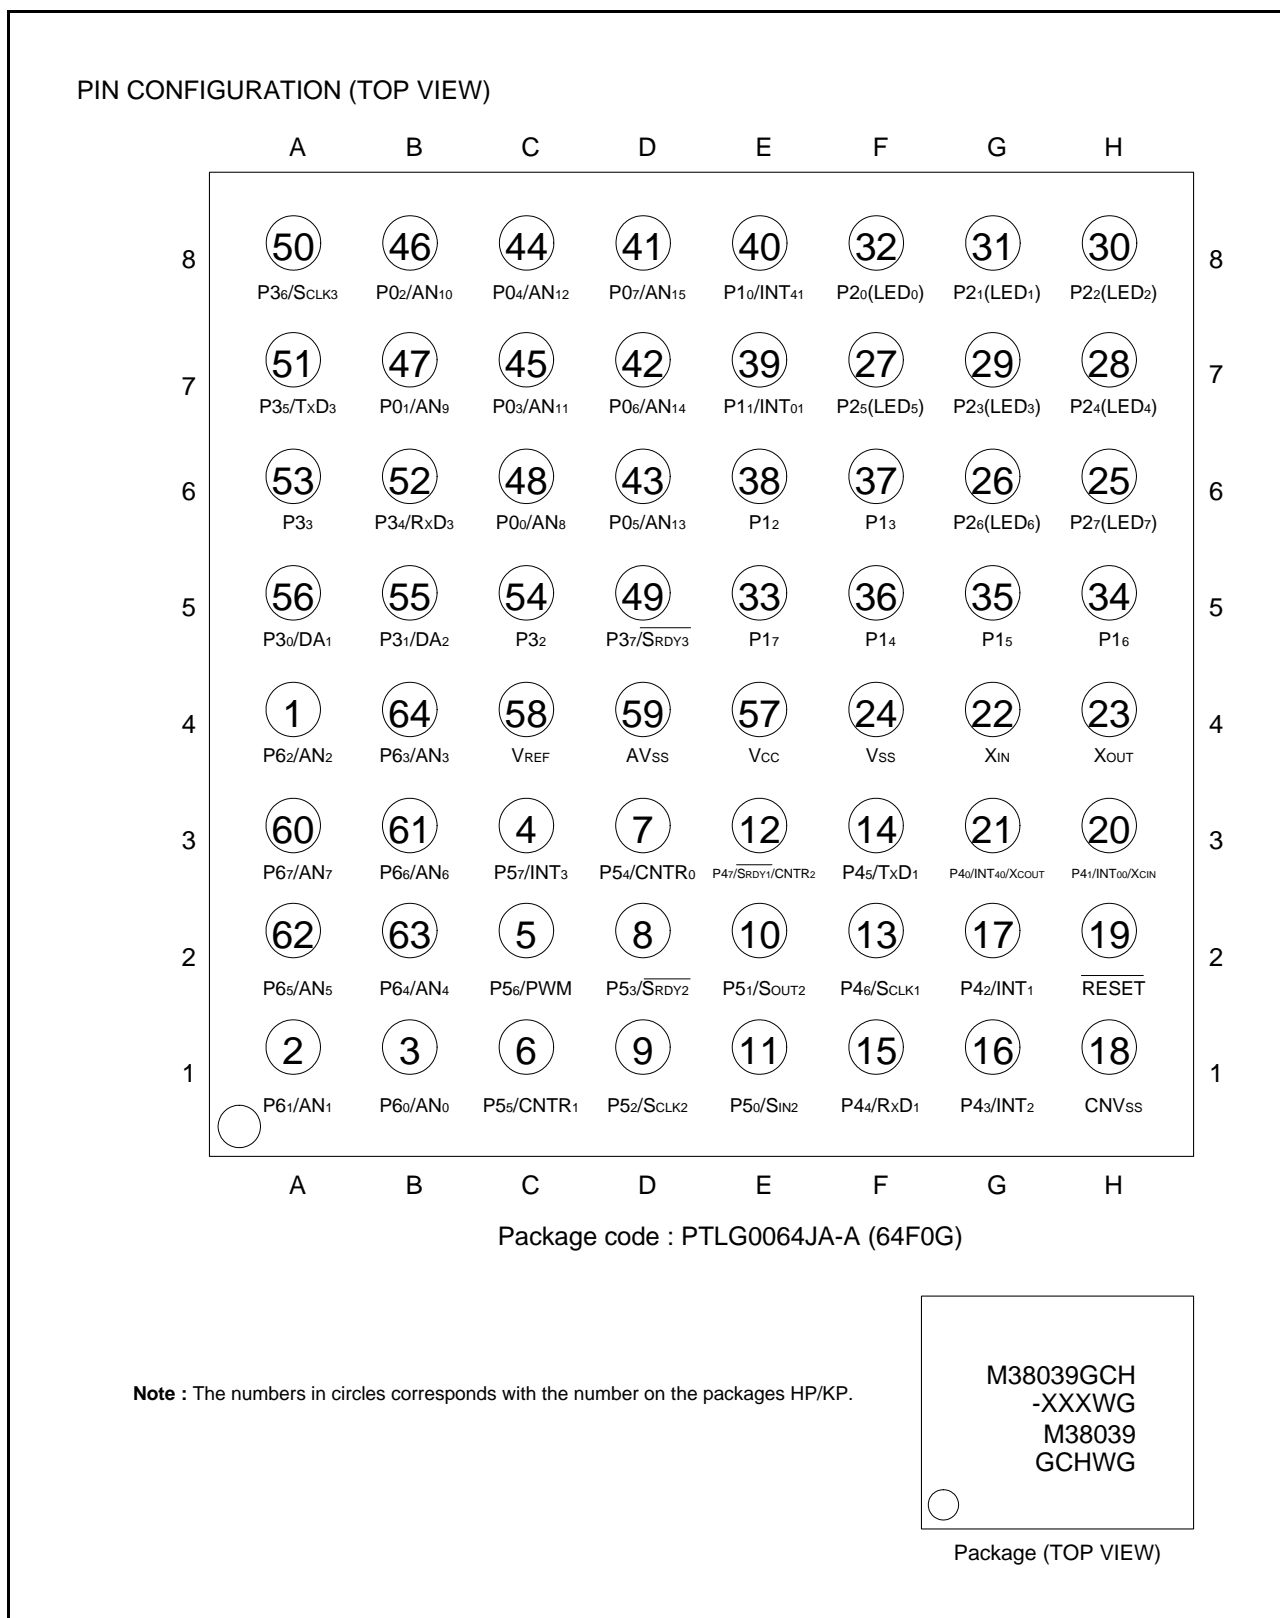 PIN CONFIGURATION (TOP VIEW)
A B C D E F G H
8 50 46 44 41 40 32 31 30 8
P36/SCLK3 P02/AN10 P04/AN12 P07/AN15 P10/INT41 P20(LED0) P21(LED1) P22(LED2)
7 51 47 45 42 39 27 29 28 7
P35/TXD3 P01/AN9 P03/AN11 P06/AN14 P11/INT01 P25(LED5) P23(LED3) P24(LED4)
6 53 52 48 43 38 37 26 25 6
P33 P34/RXD3 P00/AN8 P05/AN13 P12 P13 P26(LED6) P27(LED7)
5 56 55 54 49 33 36 35 34 5
P30/DA1 P31/DA2 P32 P37/SRDY3 P17 P14 P15 P16
4 1 64 58 59 57 24 22 23 4
P62/AN2 P63/AN3 VREF AVSS VCC VSS XIN XOUT
3 60 61 4 7 12 14 21 20 3
P67/AN7 P66/AN6 P57/INT3 P54/CNTR0 P47/SRDY1/CNTR2 P45/TXD1 P40/INT40/XCOUT P41/INT00/XCIN
2 62 63 5 8 10 13 17 19 2
P65/AN5 P64/AN4 P56/PWM P53/SRDY2 P51/SOUT2 P46/SCLK1 P42/INT1 RESET
1 2 3 6 9 11 15 16 18 1
P61/AN1 P60/AN0 P55/CNTR1 P52/SCLK2 P50/SIN2 P44/RXD1 P43/INT2 CNVSS
A B C D E F G H
Package code : PTLG0064JA-A (64F0G)
Note : The numbers in circles corresponds with the number on the packages HP/KP.
M38039GCH
-XXXWG
M38039
GCHWG
Package (TOP VIEW)